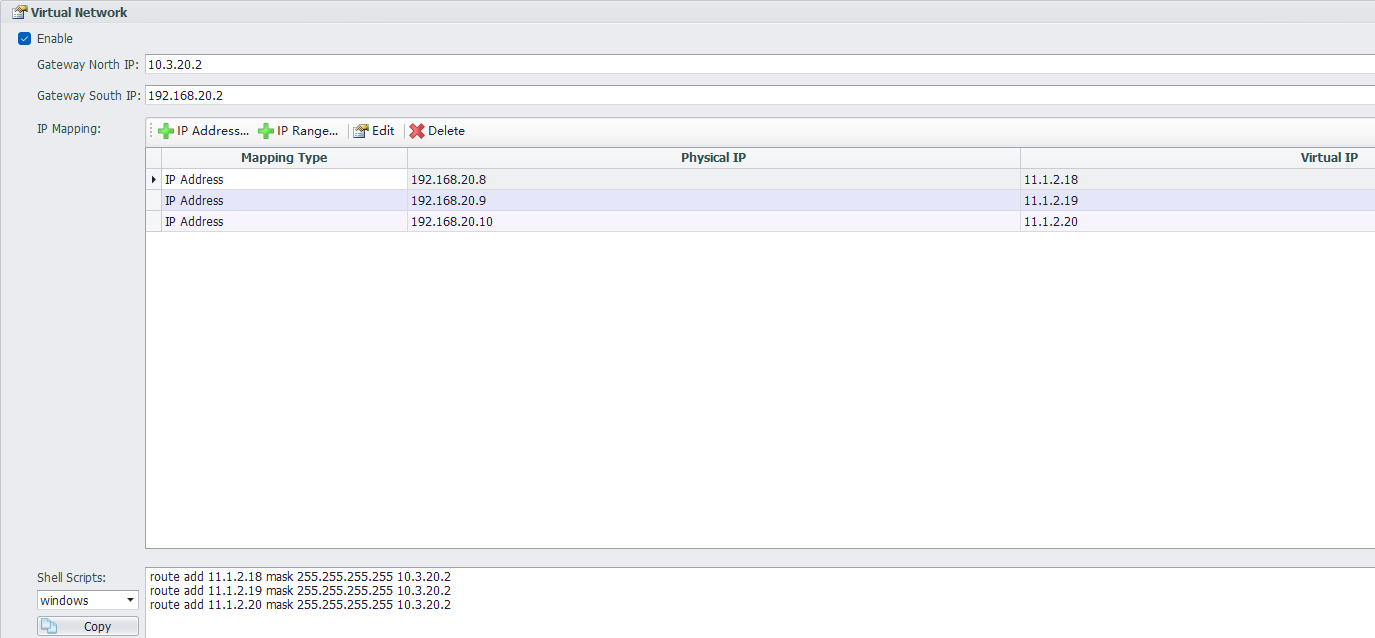 Virtual Network
Enable
Gateway North IP: 10.3.20.2
Gateway South IP: 192.168.20.2
IP Mapping: IP Address... IP Range... Edit Delete
Mapping Type Physical IP Virtual IP
IP Address 192.168.20.8 11.1.2.18
IP Address 192.168.20.9 11.1.2.19
IP Address 192.168.20.10 11.1.2.20
Shell Scripts:
windows
Copy
route add 11.1.2.18 mask 255.255.255.255 10.3.20.2
route add 11.1.2.19 mask 255.255.255.255 10.3.20.2
route add 11.1.2.20 mask 255.255.255.255 10.3.20.2